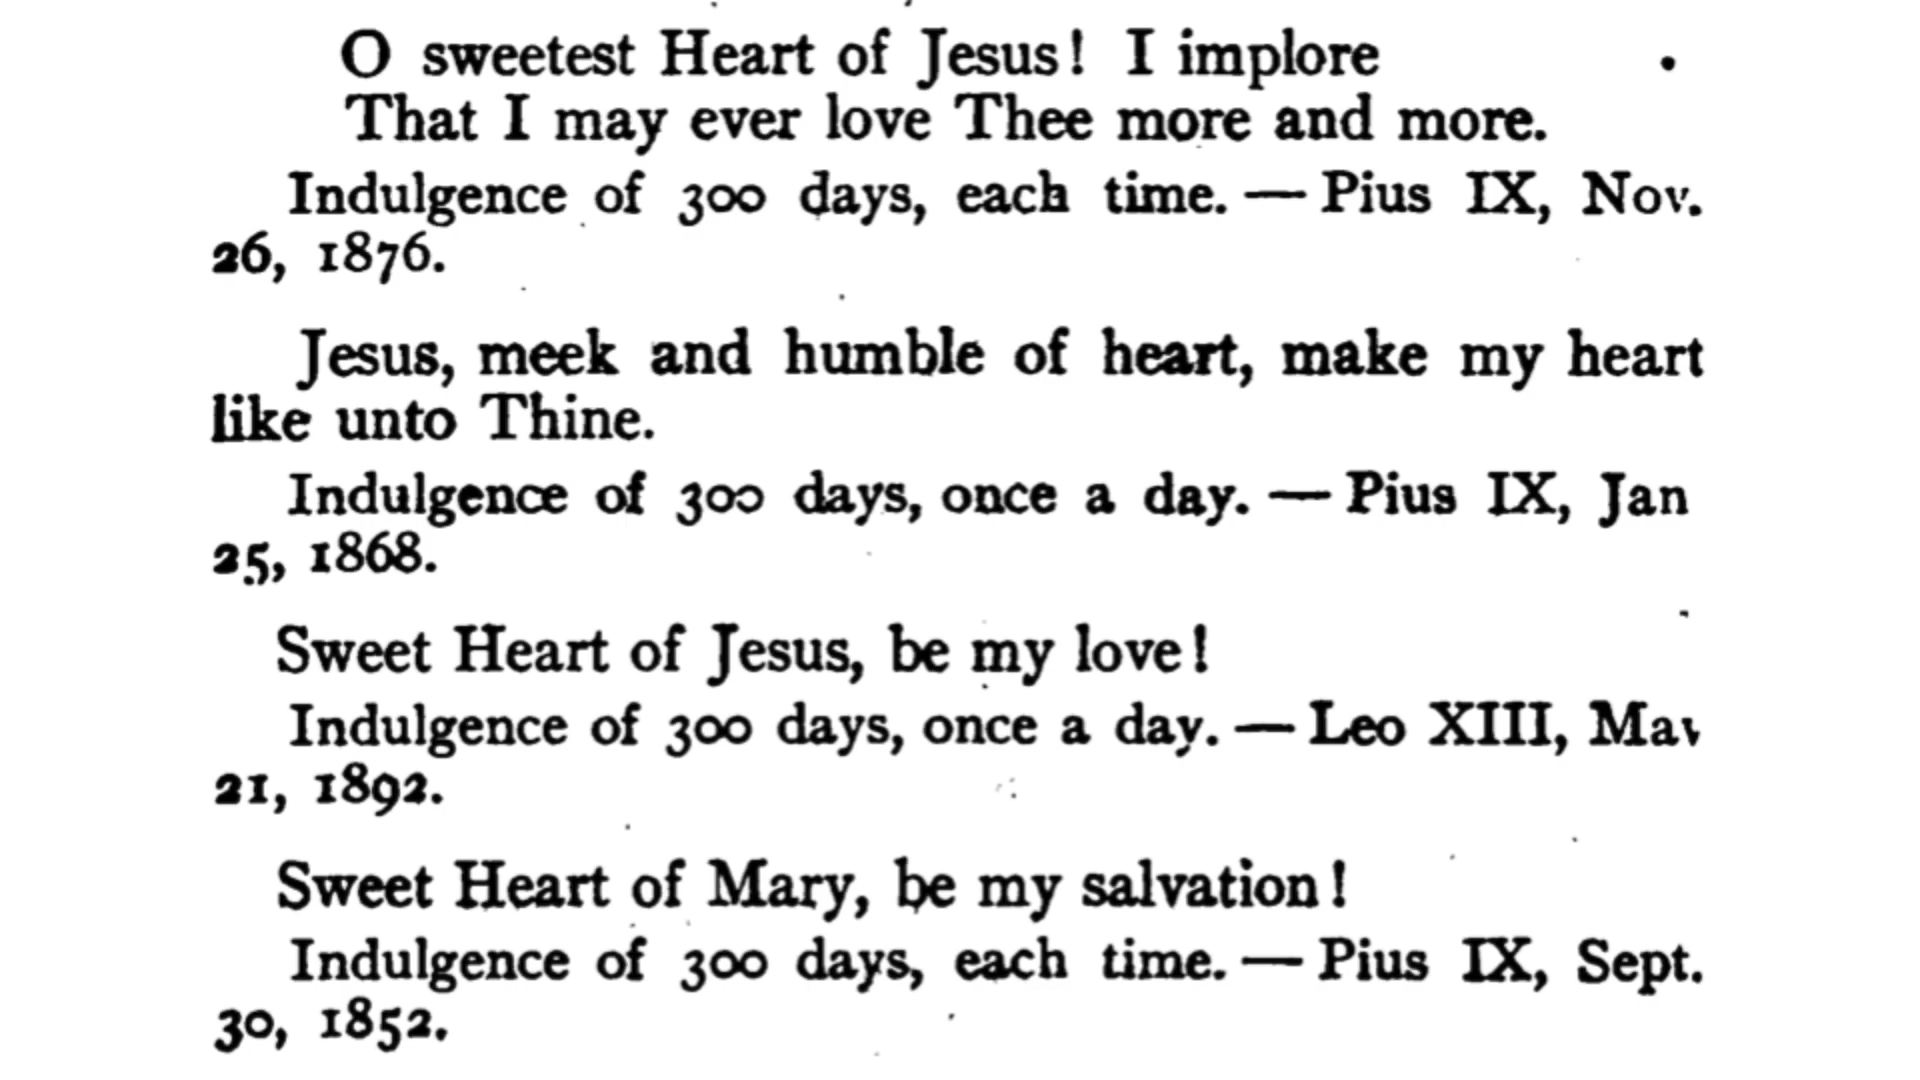 O sweetest Heart of Jesus! I implore
That I may ever love Thee more and more.
Indulgence of 300 days, each time. — Pius IX, Nov.
26, 1876.
Jesus, meek and humble of heart, make my heart
like unto Thine.
Indulgence of 300 days, once a day. — Pius IX, Jan
25, 1868.
Sweet Heart of Jesus, be my love!
Indulgence of 300 days, once a day. — Leo XIII, May
21, 1892.
Sweet Heart of Mary, be my salvation!
Indulgence of 300 days, each time. — Pius IX, Sept.
30, 1852.